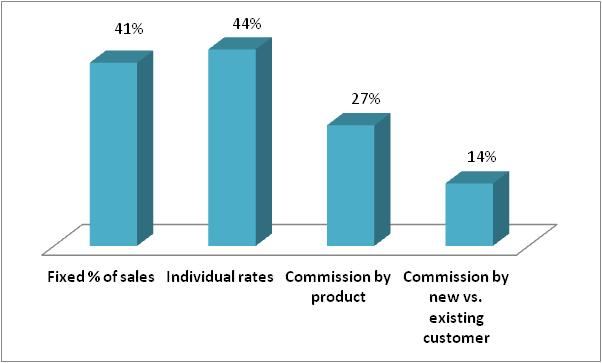 41%
44%
27%
14%
Fixed % of sales
Individual rates
Commission by
product
Commission by
new vs.
existing
customer